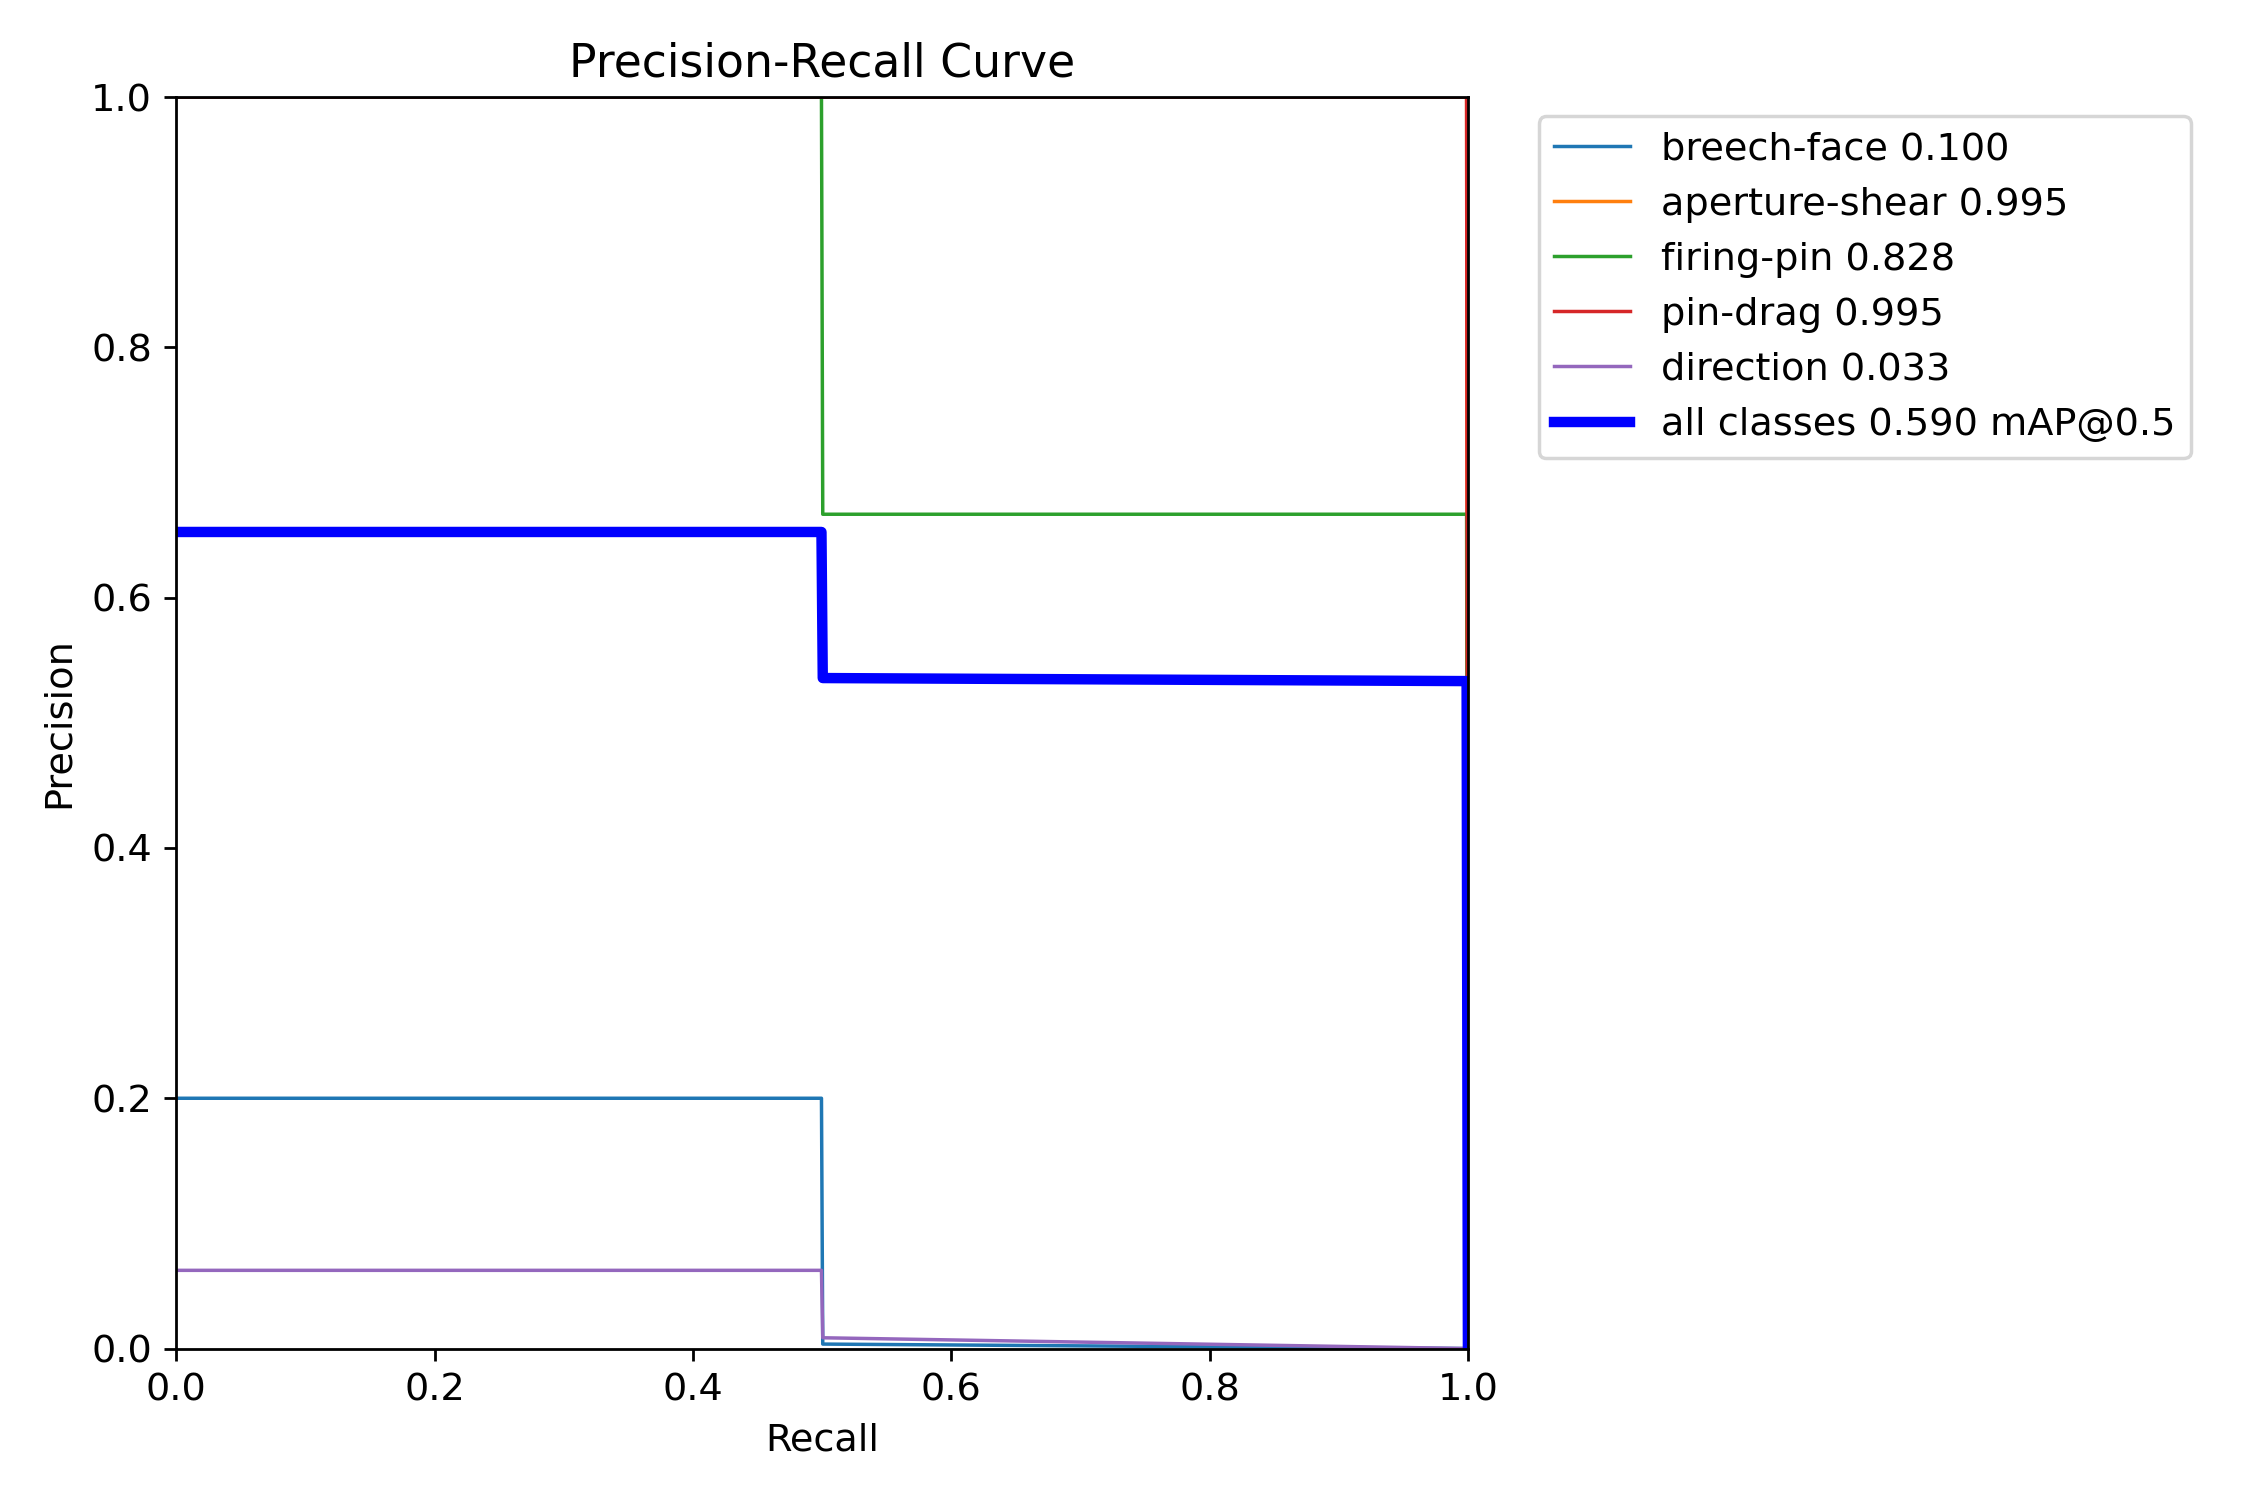 Precision-Recall Curve
1.0
0.8
0.6
0.4
0.2
0.0
Precision
0.0 0.2 0.4 0.6 0.8 1.0
Recall
breech-face 0.100
aperture-shear 0.995
firing-pin 0.828
pin-drag 0.995
direction 0.033
all classes 0.590 mAP@0.5